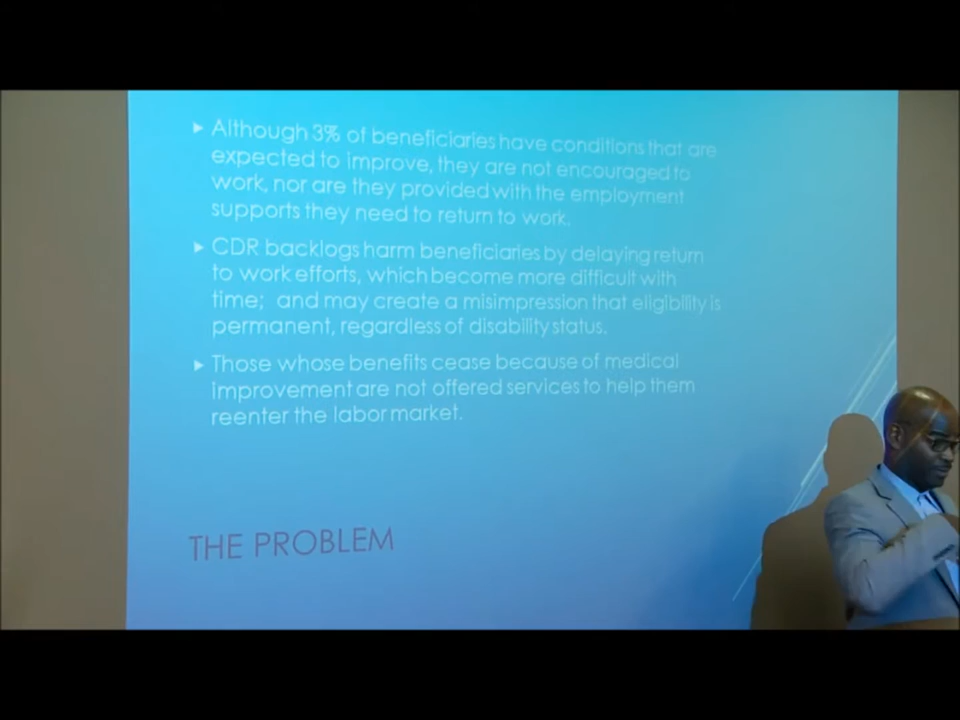 Although 3% of beneficiaries have conditions that are
expected to improve, they are not encouraged to
work, nor are they provided with the employment
supports they need to return to work.
CDR backlogs harm beneficiaries by delaying return
to work efforts, which become more difficult with
time; and may create a misimpression that eligibility is
permanent, regardless of disability status.
Those whose benefits cease because of medical
improvement are not offered services to help them
reenter the labor market.
THE PROBLEM